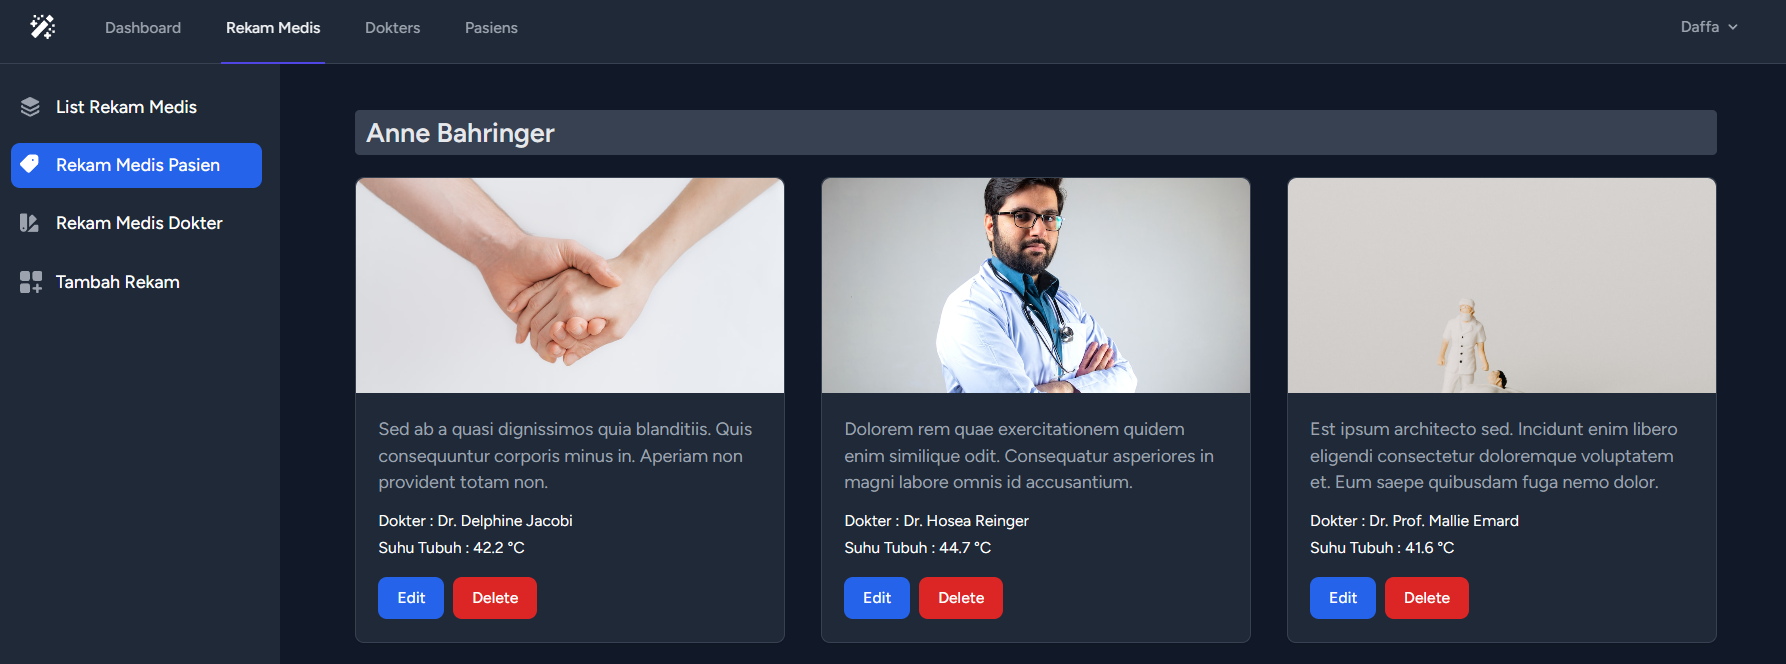 Dashboard
Rekam Medis
Dokters
Pasiens
Daffa
List Rekam Medis
Rekam Medis Pasien
Rekam Medis Dokter
Tambah Rekam
Anne Bahringer
Sed ab a quasi dignissimos quia blanditiis. Quis
consequuntur corporis minus in. Aperiam non
provident totam non.
Dokter : Dr. Delphine Jacobi
Suhu Tubuh : 42.2 °C
Edit
Delete
Dolorem rem quae exercitationem quidem
enim similique odit. Consequatur asperiores in
magni labore omnis id accusantium.
Dokter : Dr. Hosea Reinger
Suhu Tubuh : 44.7 °C
Edit
Delete
Est ipsum architecto sed. Incidunt enim libero
eligendi consectetur doloremque voluptatem
et. Eum saepe quibusdam fuga nemo dolor.
Dokter : Dr. Prof. Mallie Emard
Suhu Tubuh : 41.6 °C
Edit
Delete